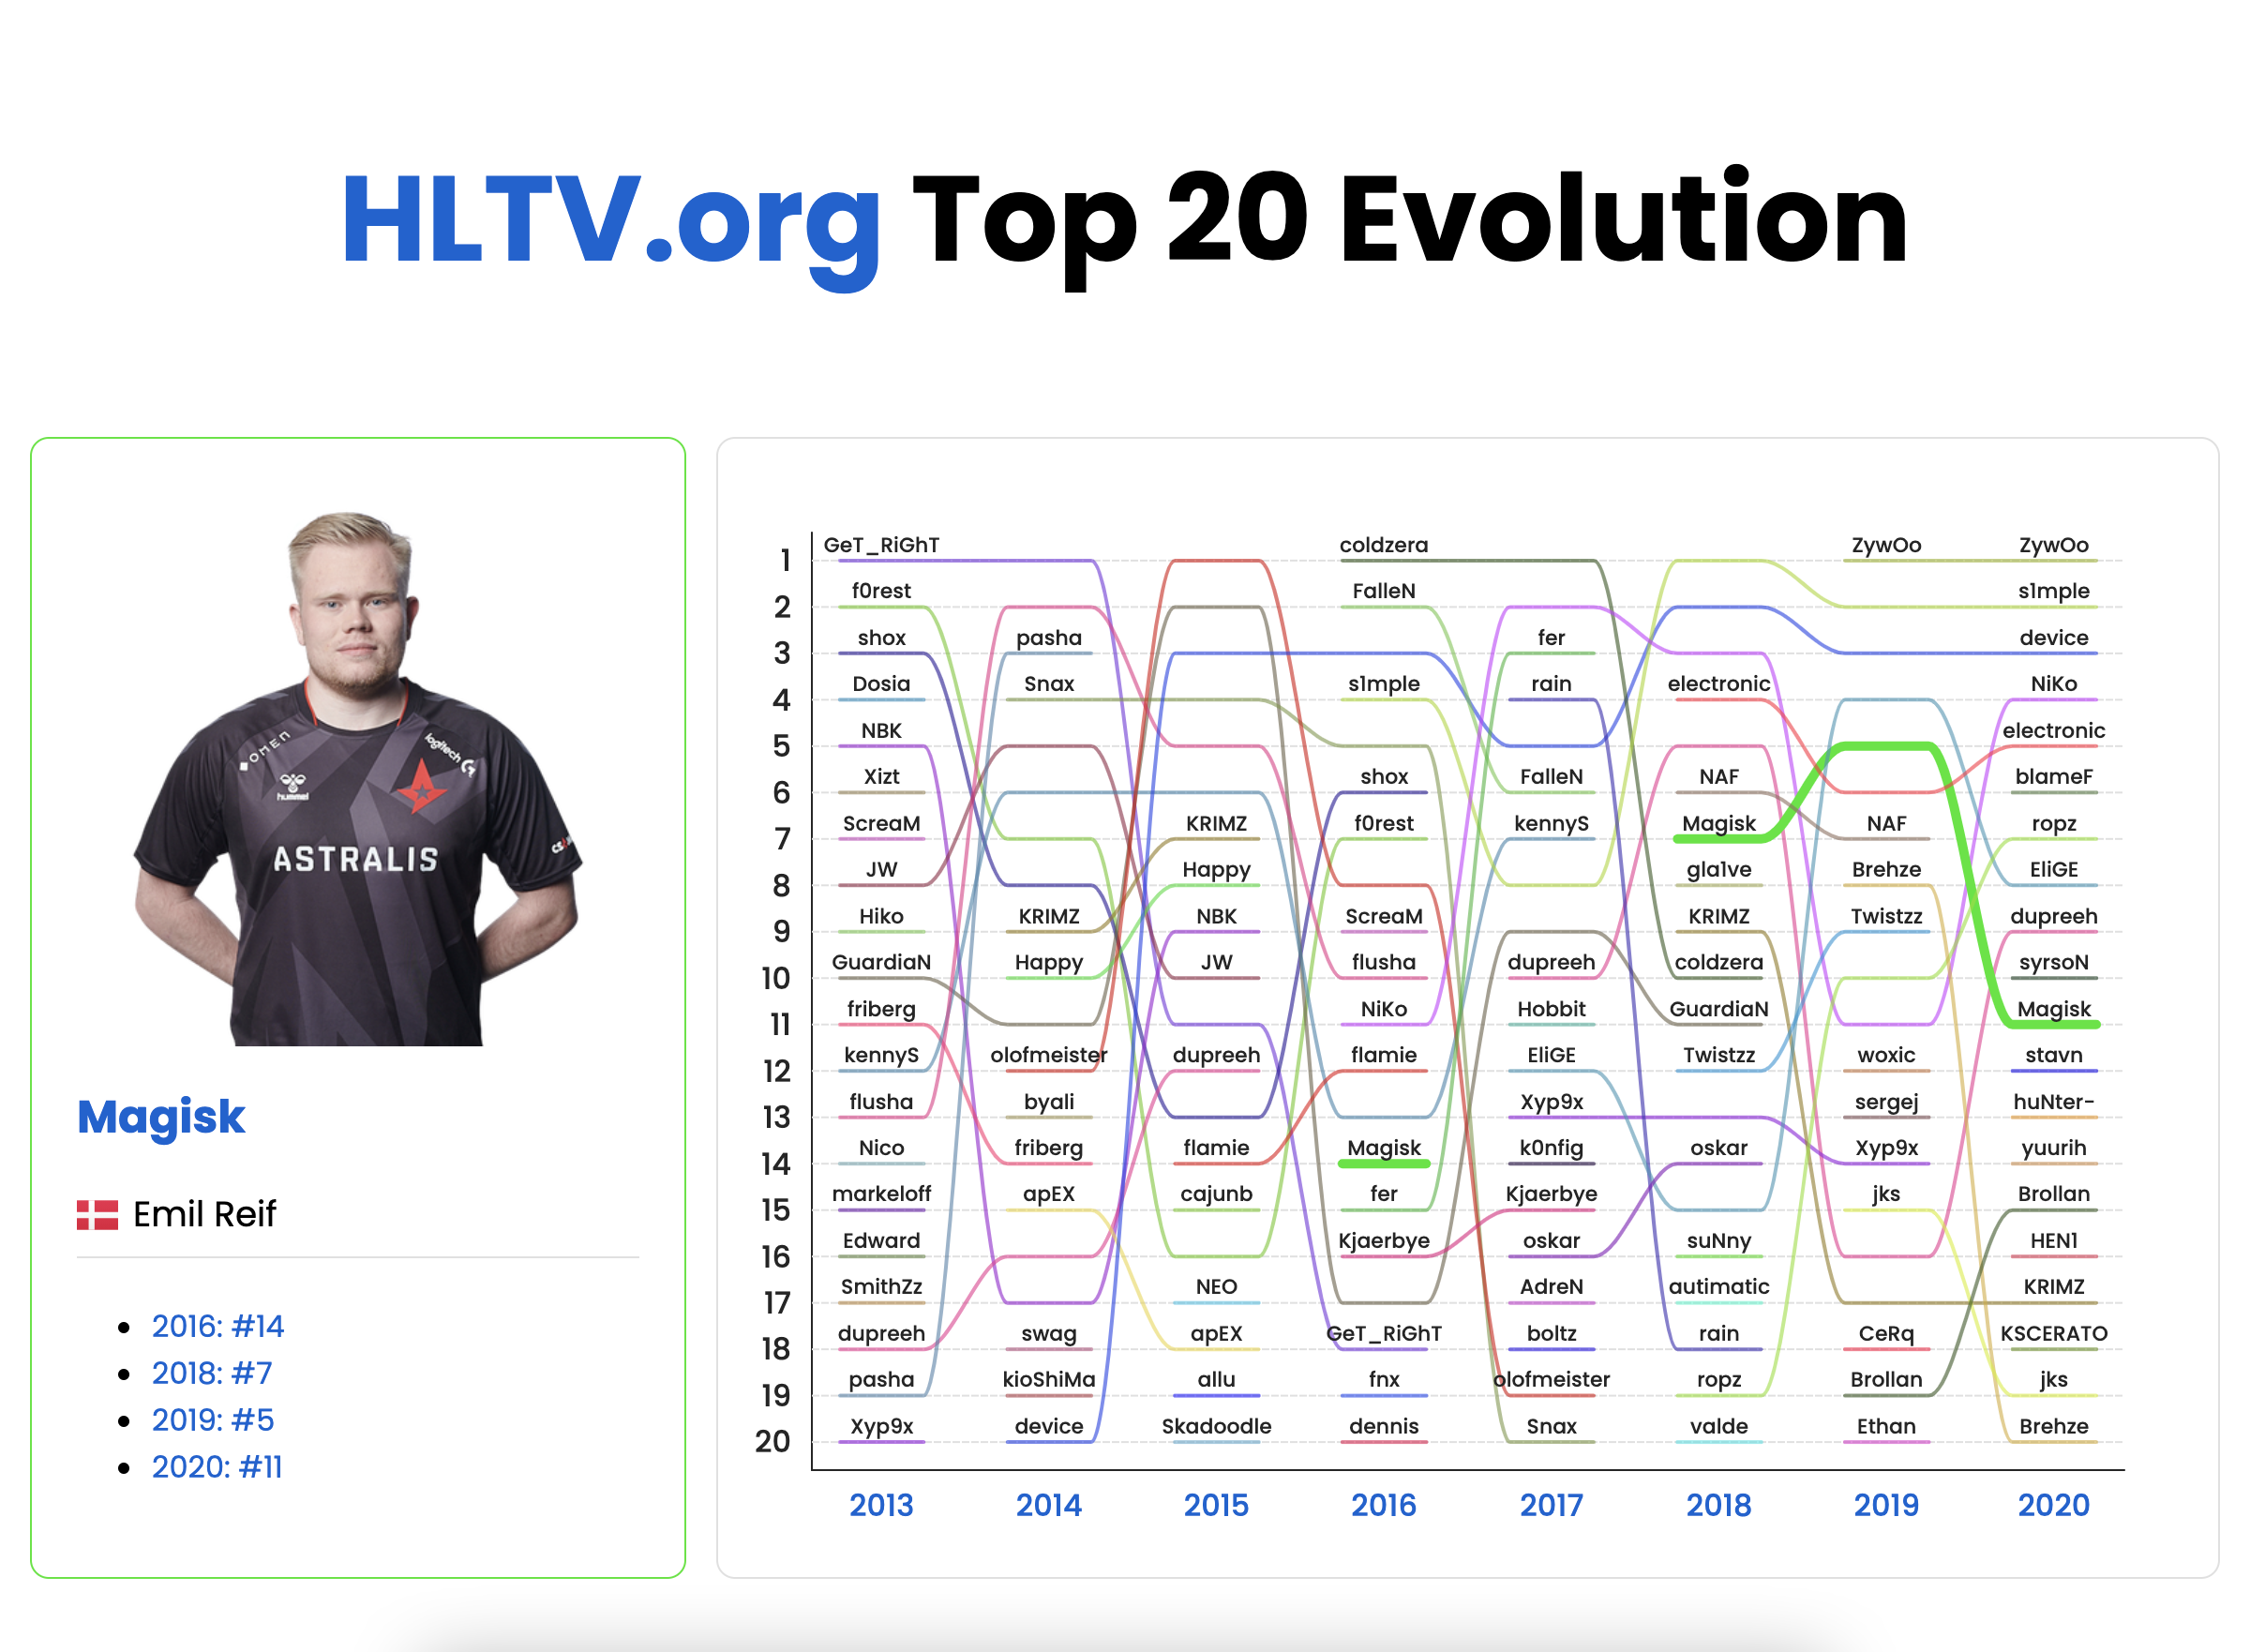 HLTV.org Top 20 Evolution
OMEN
logitech G
hummel
ASTRALIS
Magisk
Emil Reif
2016: #14
2018: #7
2019: #5
2020: #11
1 GeT_RiGhT coldzera ZywOo ZywOo
2 f0rest FalleN s1mple
3 shox pasha fer device
4 Dosia Snax s1mple rain electronic NiKo
5 NBK electronic
6 Xizt shox FalleN NAF blameF
7 ScreaM KRIMZ f0rest kennyS Magisk NAF ropz
8 JW Happy gla1ve Brehze EliGE
9 Hiko KRIMZ NBK ScreaM KRIMZ Twistzz dupreeh
10 GuardiaN Happy JW flusha dupreeh coldzera syrsoN
11 friberg NiKo Hobbit GuardiaN Magisk
12 kennyS olofmeister dupreeh flamie EliGE Twistzz woxic stavn
13 flusha byali Xyp9x sergej huNter-
14 Nico friberg flamie Magisk k0nfig oskar Xyp9x yuurih
15 markeloff apEX cajunb fer Kjaerbye jks Brollan
16 Edward Kjaerbye oskar suNny HEN1
17 SmithZz NEO AdreN autimatic KRIMZ
18 dupreeh swag apEX GeT_RiGhT boltz rain CeRq KSCERATO
19 pasha kioShiMa allu fnx olofmeister ropz Brollan jks
20 Xyp9x device Skadoodle dennis Snax valde Ethan Brehze
2013 2014 2015 2016 2017 2018 2019 2020